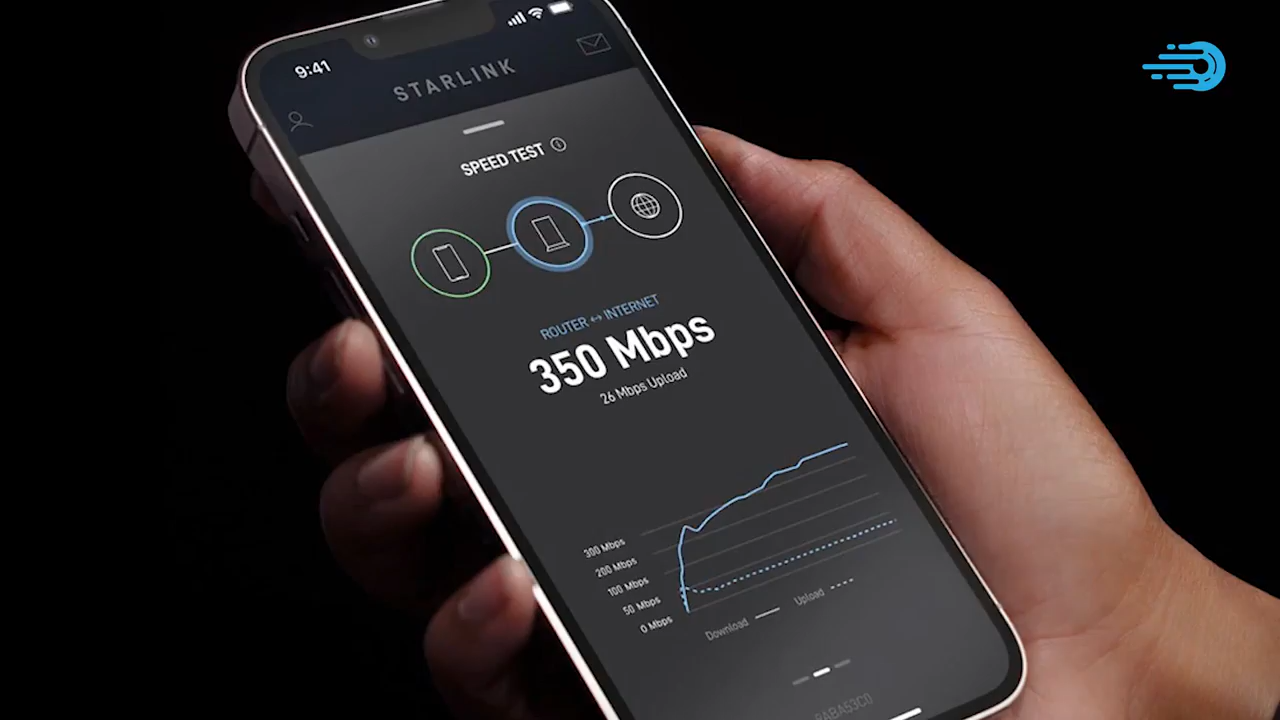 9:41
STARLINK
SPEED TEST
ROUTER ↔ INTERNET
350 Mbps
26 Mbps Upload
300 Mbps
200 Mbps
100 Mbps
50 Mbps
0 Mbps
Download
Upload